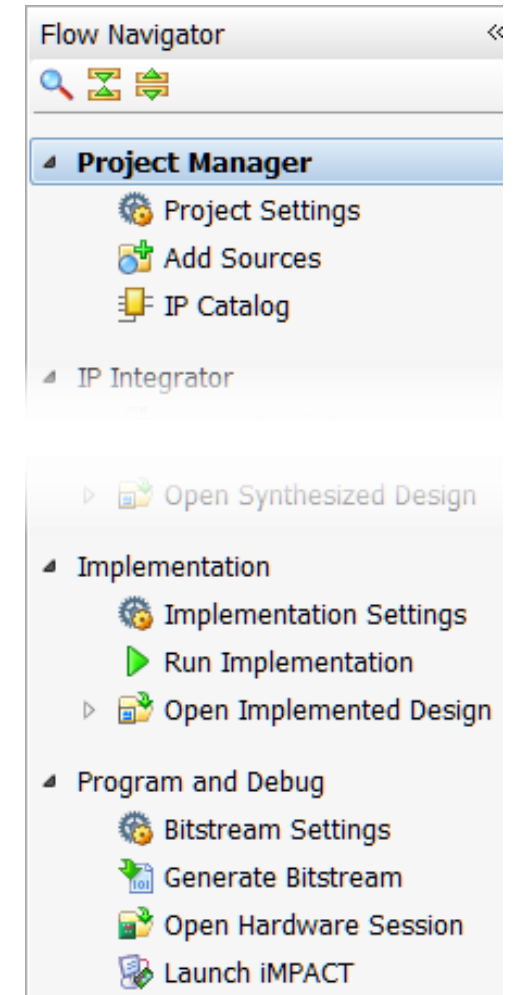 Flow Navigator
Project Manager
Project Settings
Add Sources
IP Catalog
IP Integrator
Open Synthesized Design
Implementation
Implementation Settings
Run Implementation
Open Implemented Design
Program and Debug
Bitstream Settings
Generate Bitstream
Open Hardware Session
Launch iMPACT